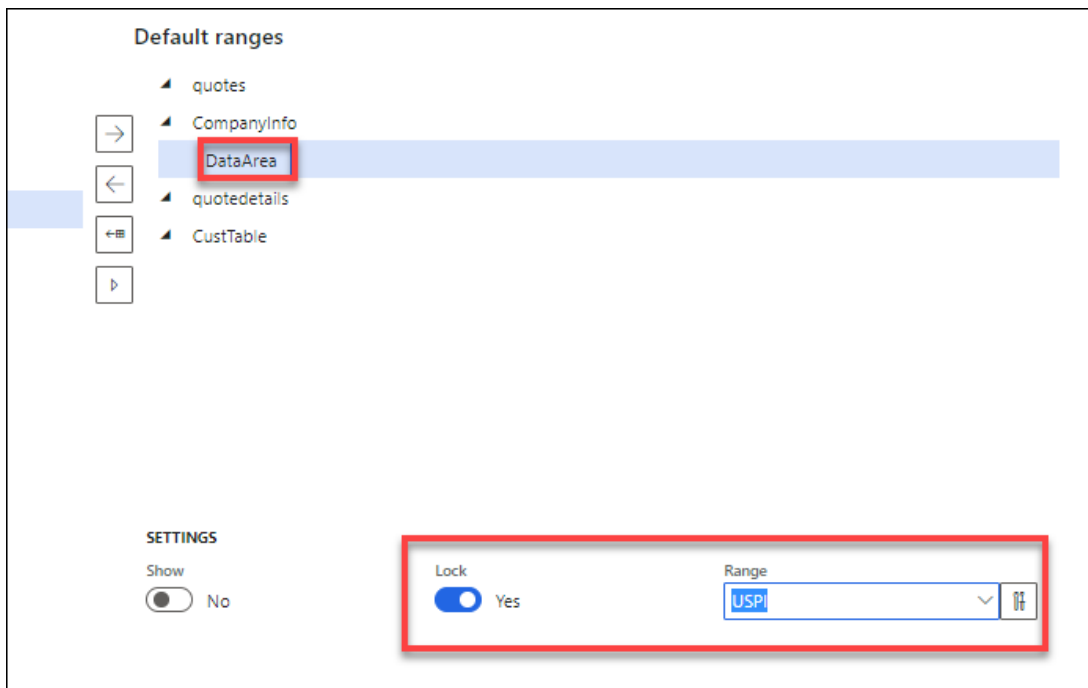 Default ranges
quotes
CompanyInfo
DataArea
quotedetails
CustTable
SETTINGS
Show
No
Lock
Yes
Range
USPI